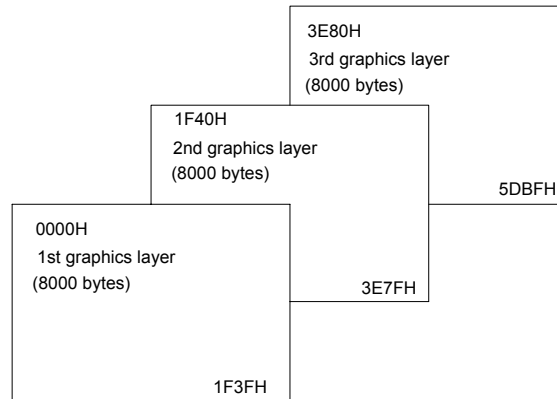 3E80H
3rd graphics layer
(8000 bytes)
1F40H
2nd graphics layer
(8000 bytes)
5DBFH
0000H
1st graphics layer
(8000 bytes)
3E7FH
1F3FH